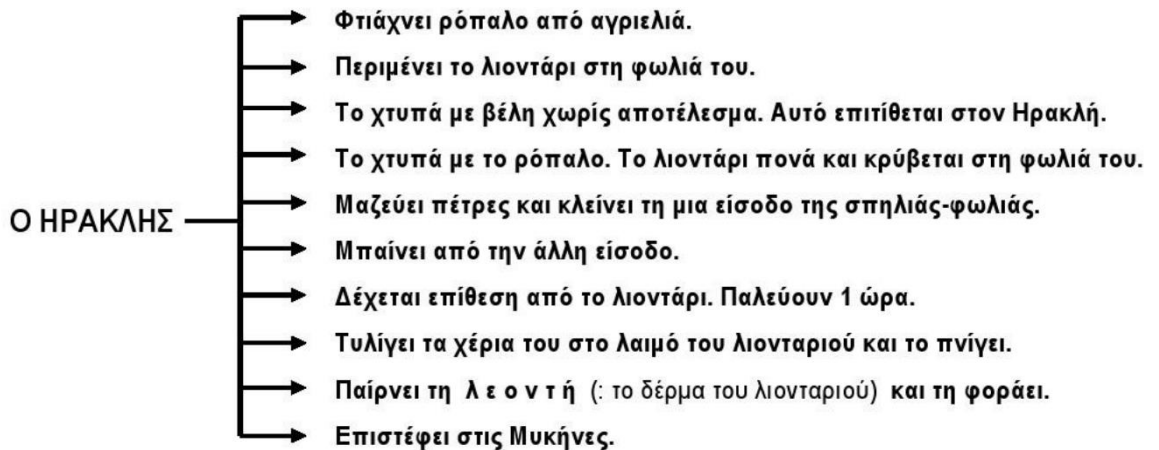 Φτιάχνει ρόπαλο από αγριελιά.
Περιμένει το λιοντάρι στη φωλιά του.
Το χτυπά με βέλη χωρίς αποτέλεσμα. Αυτό επιτίθεται στον Ηρακλή.
Το χτυπά με το ρόπαλο. Το λιοντάρι πονά και κρύβεται στη φωλιά του.
Μαζεύει πέτρες και κλείνει τη μια είσοδο της σπηλιάς-φωλιάς.
Ο ΗΡΑΚΛΗΣ
Μπαίνει από την άλλη είσοδο.
Δέχεται επίθεση από το λιοντάρι. Παλεύουν 1 ώρα.
Τυλίγει τα χέρια του στο λαιμό του λιονταριού και το πνίγει.
Παίρνει τη λ ε ο ν τ ή (: το δέρμα του λιονταριού) και τη φοράει.
Επιστέφει στις Μυκήνες.